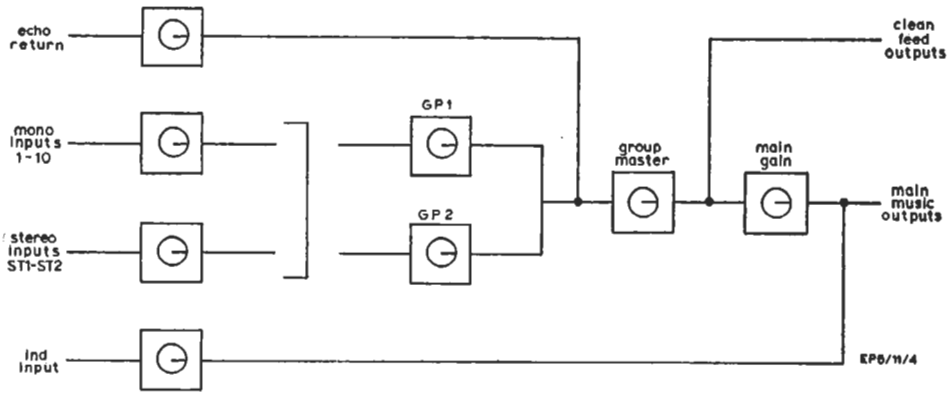 echo
return
clean
feed
outputs
mono
inputs
1-10
GP1
group
master
main
gain
main
music
outputs
stereo
inputs
ST1-ST2
GP2
ind
input
EP6/11/4